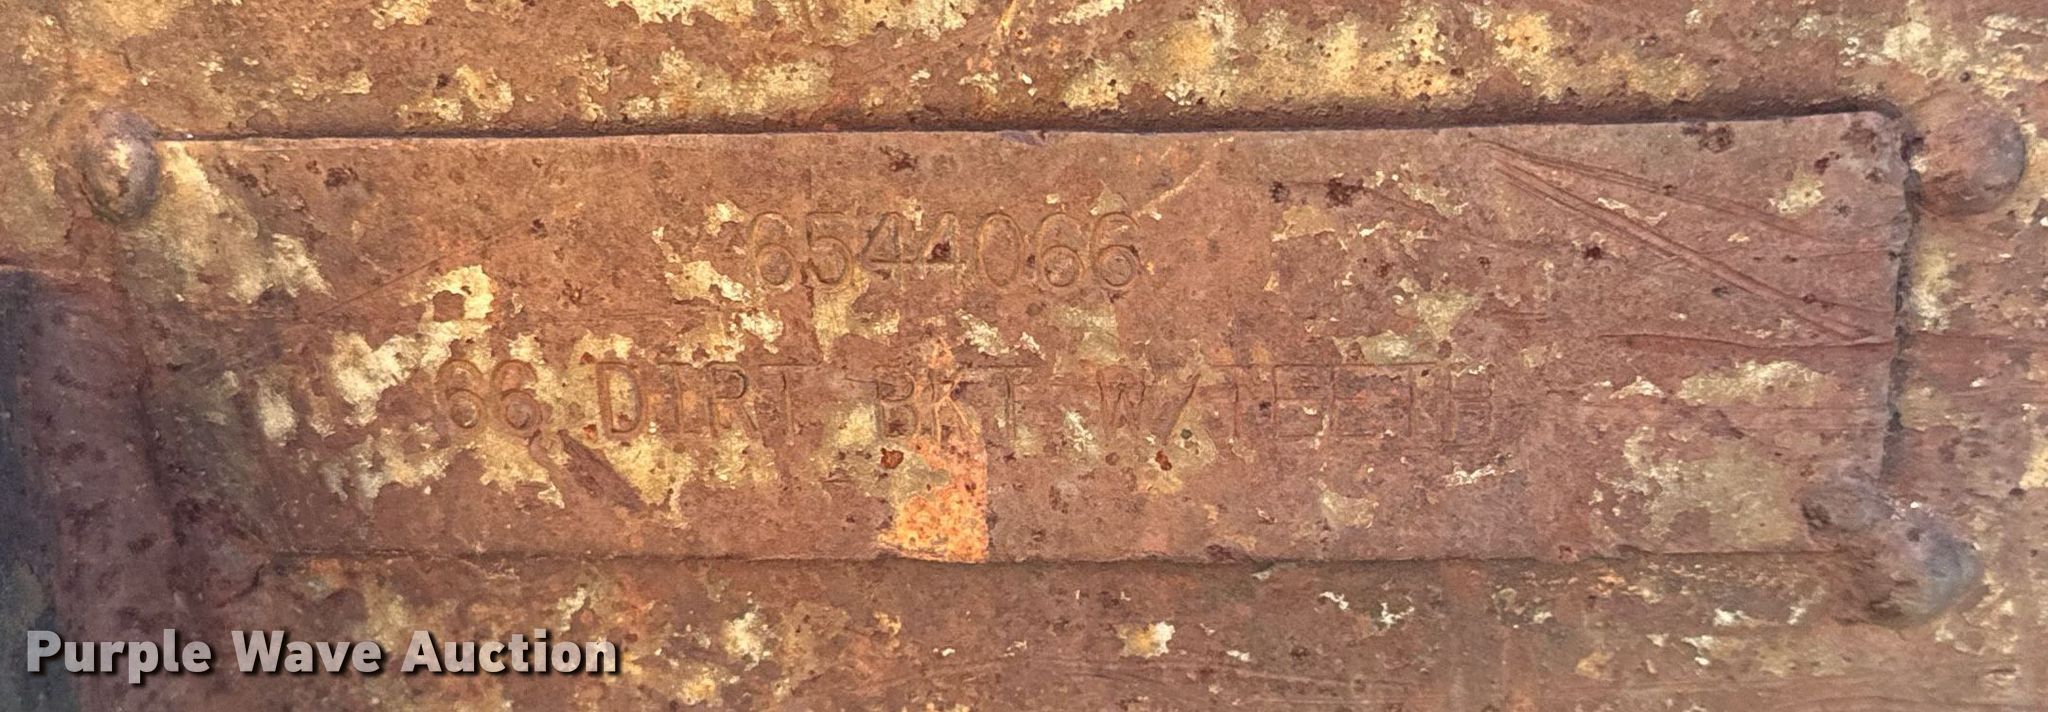 6544066
66 DIRT BKT W/TEETH
Purple Wave Auction